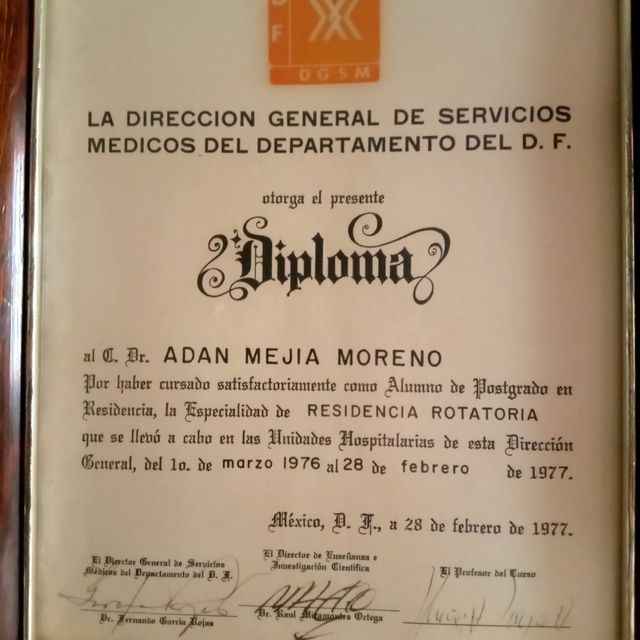 D
F
DGSM
LA DIRECCION GENERAL DE SERVICIOS
MEDICOS DEL DEPARTAMENTO DEL D. F.
otorga el presente
Diploma
al C. Dr. ADAN MEJIA MORENO
Por haber cursado satisfactoriamente como Alumno de Postgrado en
Residencia, la Especialidad de RESIDENCIA ROTATORIA
que se llevó a cabo en las Unidades Hospitalarias de esta Dirección
General, del 1o. de marzo 1976 al 28 de febrero de 1977.
México, D. F., a 28 de febrero de 1977.
El Director General de Servicios
Médicos del Departamento del D. F.
Dr. Fernando García Rojas
El Director de Enseñanza e
Investigación Científica
Dr. Raul Miramontes Ortega
El Profesor del Curso